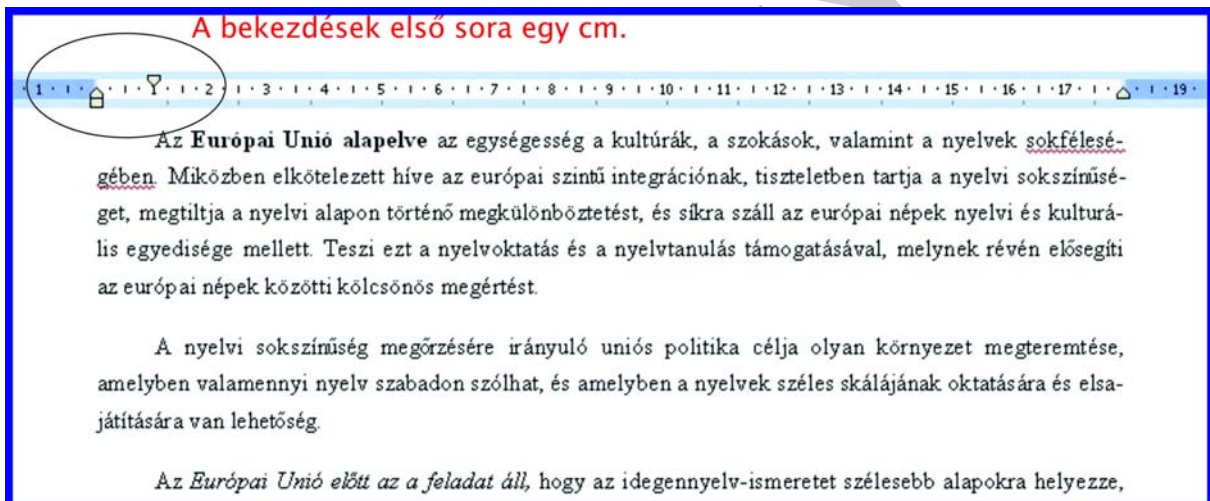 A bekezdések első sora egy cm.
1 1 2 3 4 5 6 7 8 9 10 11 12 13 14 15 16 17 19
Az Európai Unió alapelve az egységesség a kultúrák, a szokások, valamint a nyelvek sokfélesé-
gében. Miközben elkötelezett híve az európai szintű integrációnak, tiszteletben tartja a nyelvi sokszínűsé-
get, megtiltja a nyelvi alapon történő megkülönböztetést, és síkra száll az európai népek nyelvi és kulturá-
lis egyedisége mellett. Teszi ezt a nyelvoktatás és a nyelvtanulás támogatásával, melynek révén elősegíti
az európai népek közötti kölcsönös megértést.
A nyelvi sokszínűség megőrzésére irányuló uniós politika célja olyan környezet megteremtése,
amelyben valamennyi nyelv szabadon szólhat, és amelyben a nyelvek széles skálájának oktatására és elsa-
játítására van lehetőség.
Az Európai Unió előtt az a feladat áll, hogy az idegennyelv-ismeretet szélesebb alapokra helyezze,